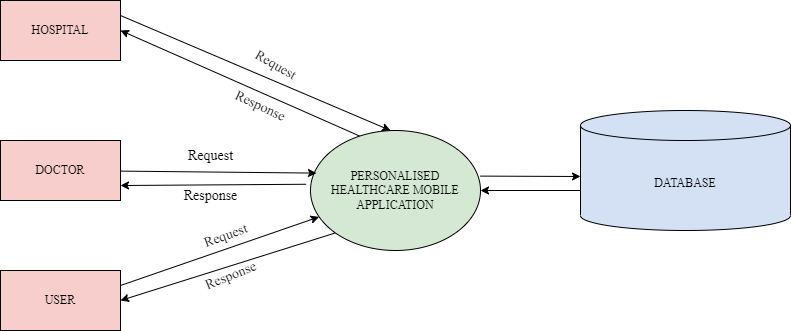 HOSPITAL
Request
Response
DOCTOR
Request
Response
PERSONALISED
HEALTHCARE MOBILE
APPLICATION
DATABASE
USER
Request
Response